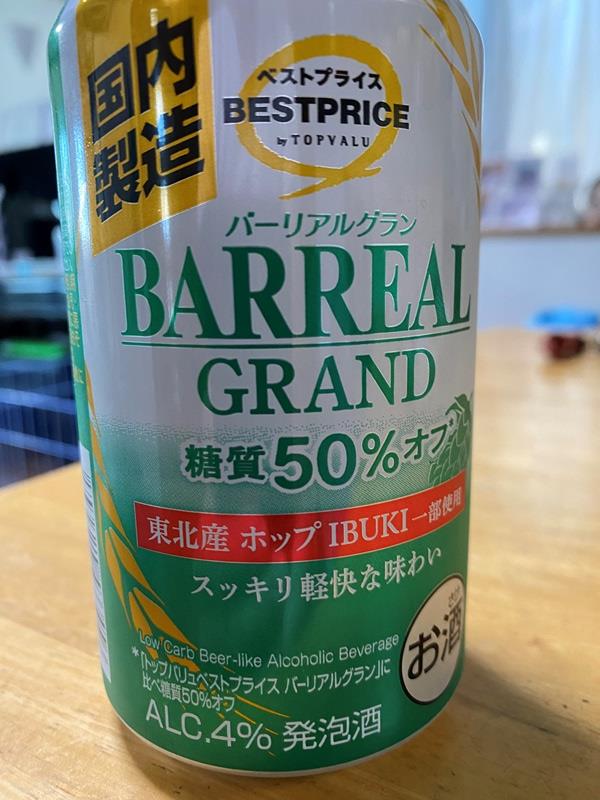 国内
製造
ベストプライス
BESTPRICE
by TOPVALU
バーリアルグラン
BARREAL
GRAND
糖質50%オフ*
東北産 ホップ IBUKI 一部使用
スッキリ軽快な味わい
おさけ
お酒
Low Carb Beer-like Alcoholic Beverage
*「トップバリュベストプライス バーリアルグラン」に
比べ糖質50%オフ
ALC.4% 発泡酒